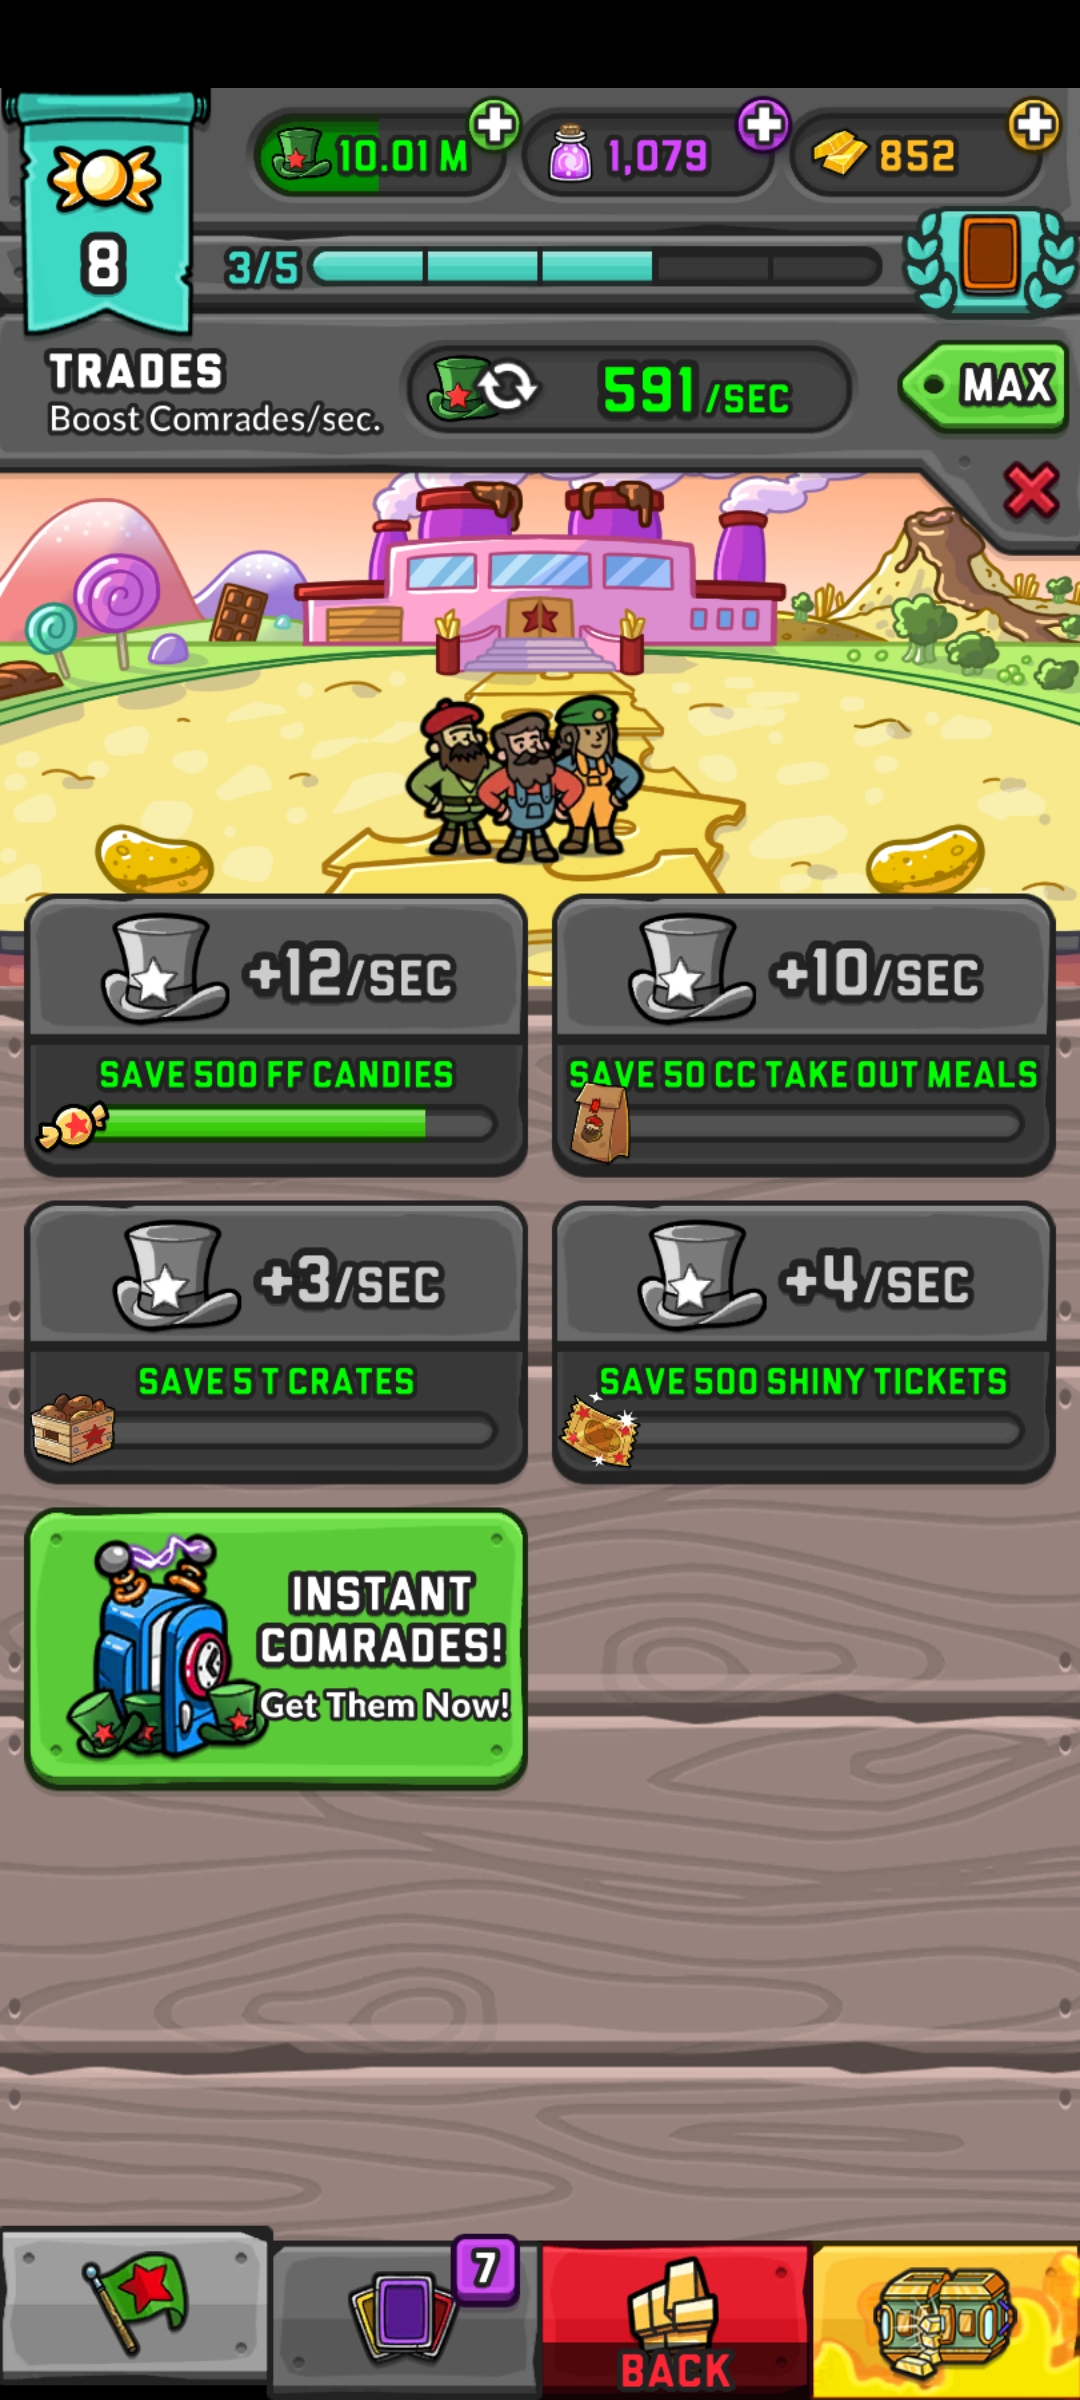 10.01 M
1,079
852
8
3/5
TRADES
Boost Comrades/sec.
591/SEC
MAX
+12/SEC
SAVE 500 FF CANDIES
+10/SEC
SAVE 50 CC TAKE OUT MEALS
+3/SEC
SAVE 5 T CRATES
+4/SEC
SAVE 500 SHINY TICKETS
INSTANT
COMRADES!
Get Them Now!
7
BACK